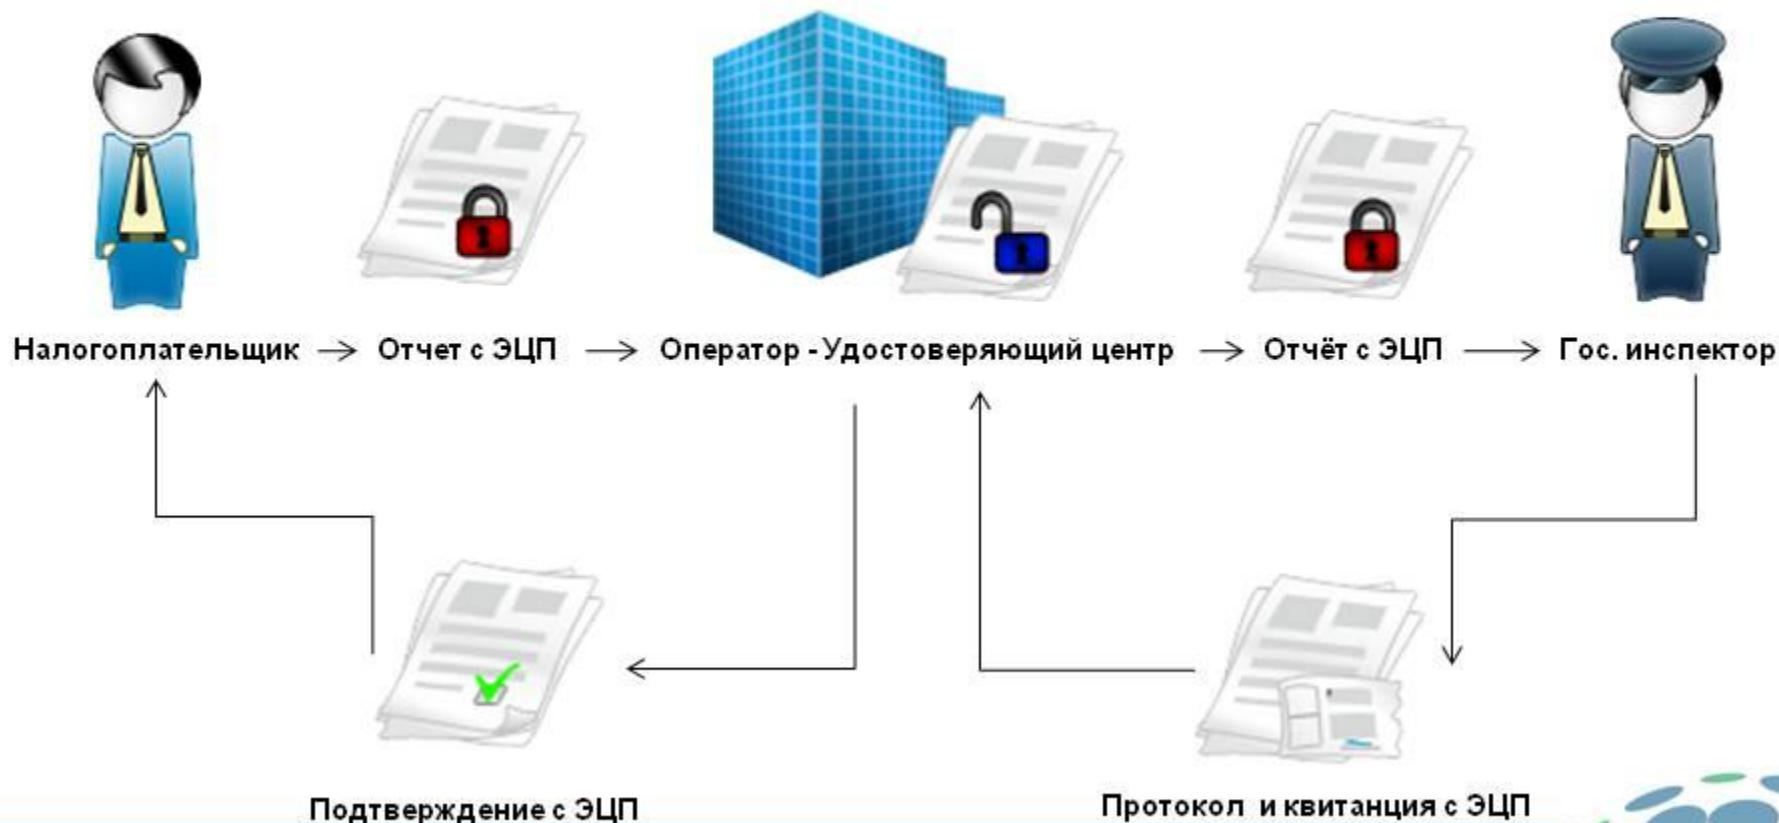 Налогоплательщик → Отчет с ЭЦП → Оператор - Удостоверяющий центр → Отчёт с ЭЦП → Гос. инспектор
Подтверждение с ЭЦП
Протокол и квитанция с ЭЦП